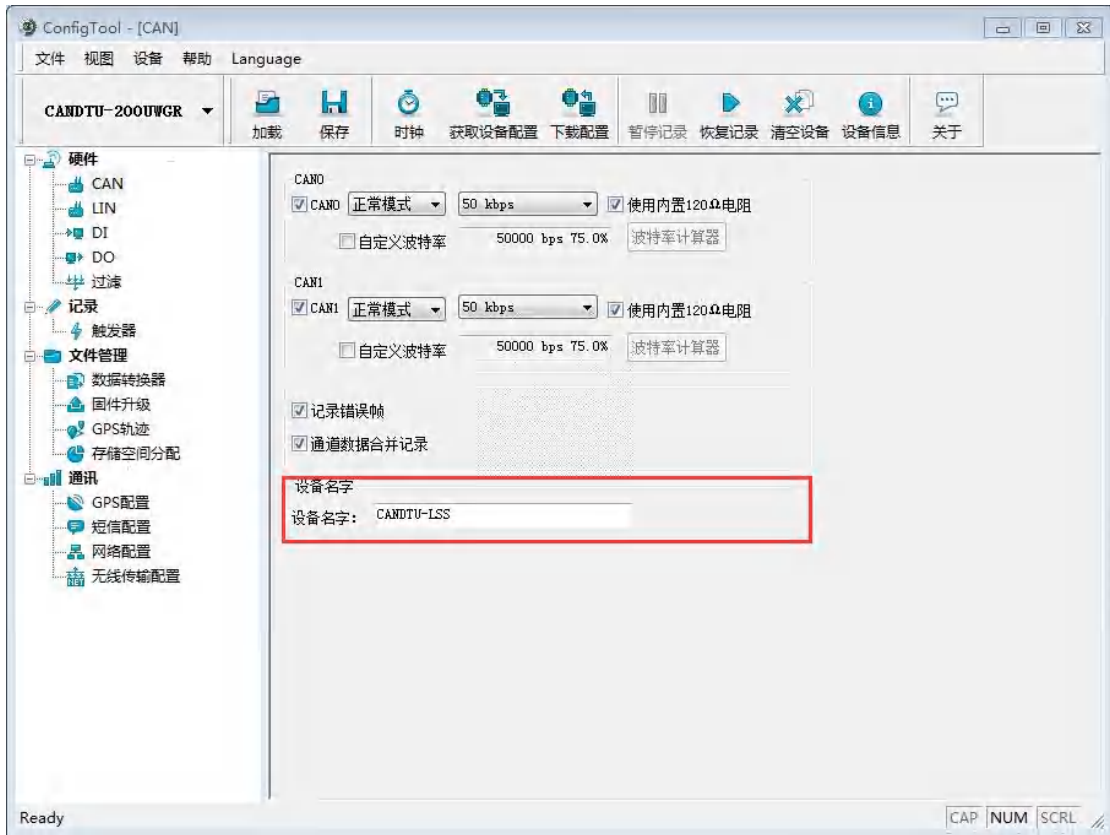 ConfigTool - [CAN]
文件 视图 设备 帮助 Language
CANDTU-200UWGR
加载 保存 时钟 获取设备配置 下载配置 暂停记录 恢复记录 清空设备 设备信息 关于
硬件
CAN
LIN
DI
DO
过滤
记录
触发器
文件管理
数据转换器
固件升级
GPS轨迹
存储空间分配
通讯
GPS配置
短信配置
网络配置
无线传输配置
CAN0
CAN0 正常模式 50 kbps 使用内置120Ω电阻
自定义波特率 50000 bps 75.0% 波特率计算器
CAN1
CAN1 正常模式 50 kbps 使用内置120Ω电阻
自定义波特率 50000 bps 75.0% 波特率计算器
记录错误帧
通道数据合并记录
设备名字
设备名字: CANDTU-LSS
Ready CAP NUM SCRL